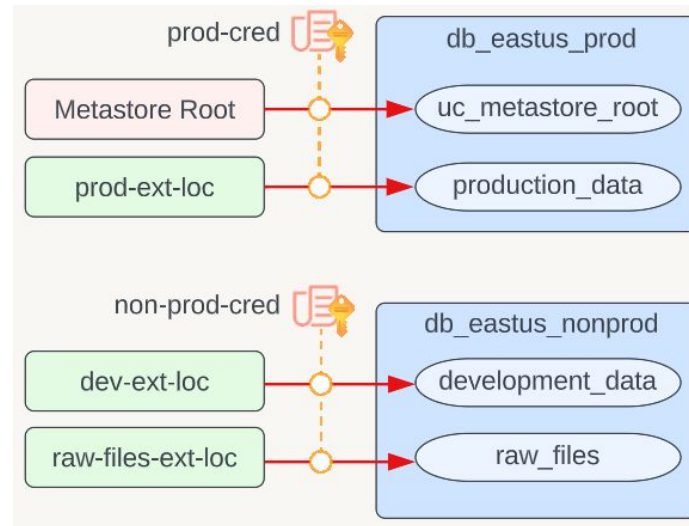 prod-cred
db_eastus_prod
Metastore Root
uc_metastore_root
prod-ext-loc
production_data
non-prod-cred
db_eastus_nonprod
dev-ext-loc
development_data
raw-files-ext-loc
raw_files